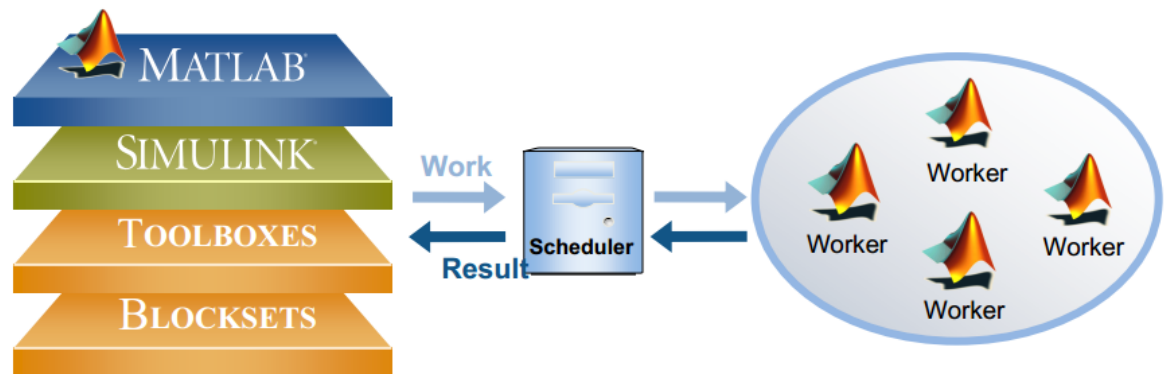 MATLAB®
SIMULINK®
TOOLBOXES
BLOCKSETS
Work
Result
Scheduler
Worker
Worker
Worker
Worker